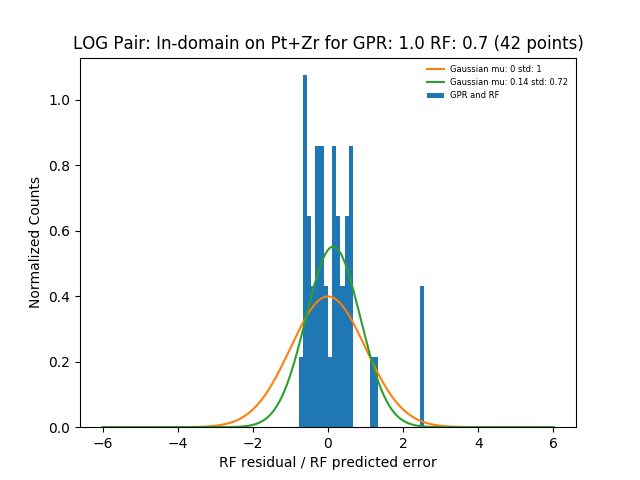 LOG Pair: In-domain on Pt+Zr for GPR: 1.0 RF: 0.7 (42 points)
Gaussian mu: 0 std: 1
Gaussian mu: 0.14 std: 0.72
GPR and RF
Normalized Counts
1.0
0.8
0.6
0.4
0.2
0.0
−6 −4 −2 0 2 4 6
RF residual / RF predicted error